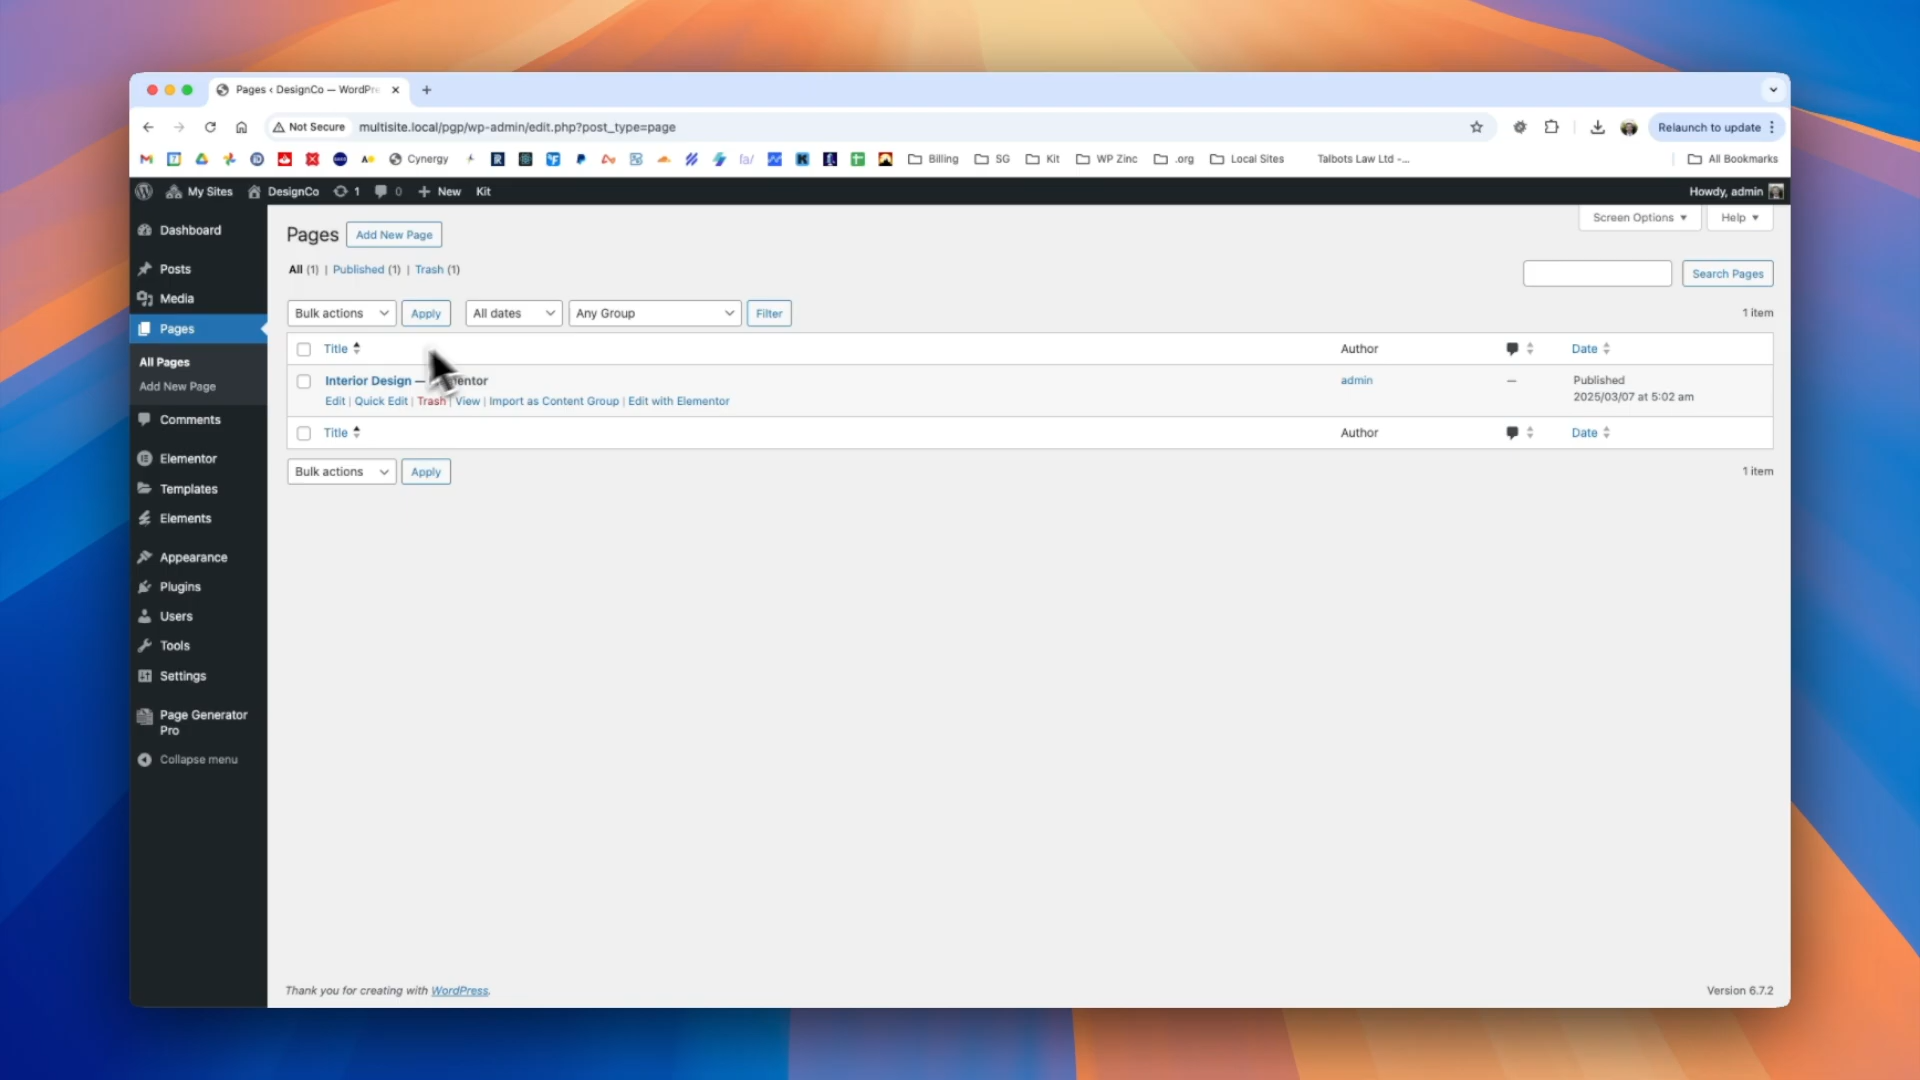 Pages ‹ DesignCo — WordPre
Not Secure multisite.local/pgp/wp-admin/edit.php?post_type=page Relaunch to update
Cynergy /a/ Billing SG Kit WP Zinc .org Local Sites Talbots Law Ltd -... All Bookmarks
My Sites DesignCo 1 0 New Kit Howdy, admin
Dashboard
Posts
Media
Pages
All Pages
Add New Page
Comments
Elementor
Templates
Elements
Appearance
Plugins
Users
Tools
Settings
Page Generator
Pro
Collapse menu
Screen Options ▼ Help ▼
Pages Add New Page
All (1) | Published (1) | Trash (1)
Search Pages
Bulk actions Apply All dates Any Group Filter 1 item
Title Author Date
Interior Design —
admin — Published
Edit | Quick Edit | Trash | View | Import as Content Group | Edit with Elementor 2025/03/07 at 5:02 am
Title Author Date
Bulk actions Apply 1 item
Thank you for creating with WordPress. Version 6.7.2